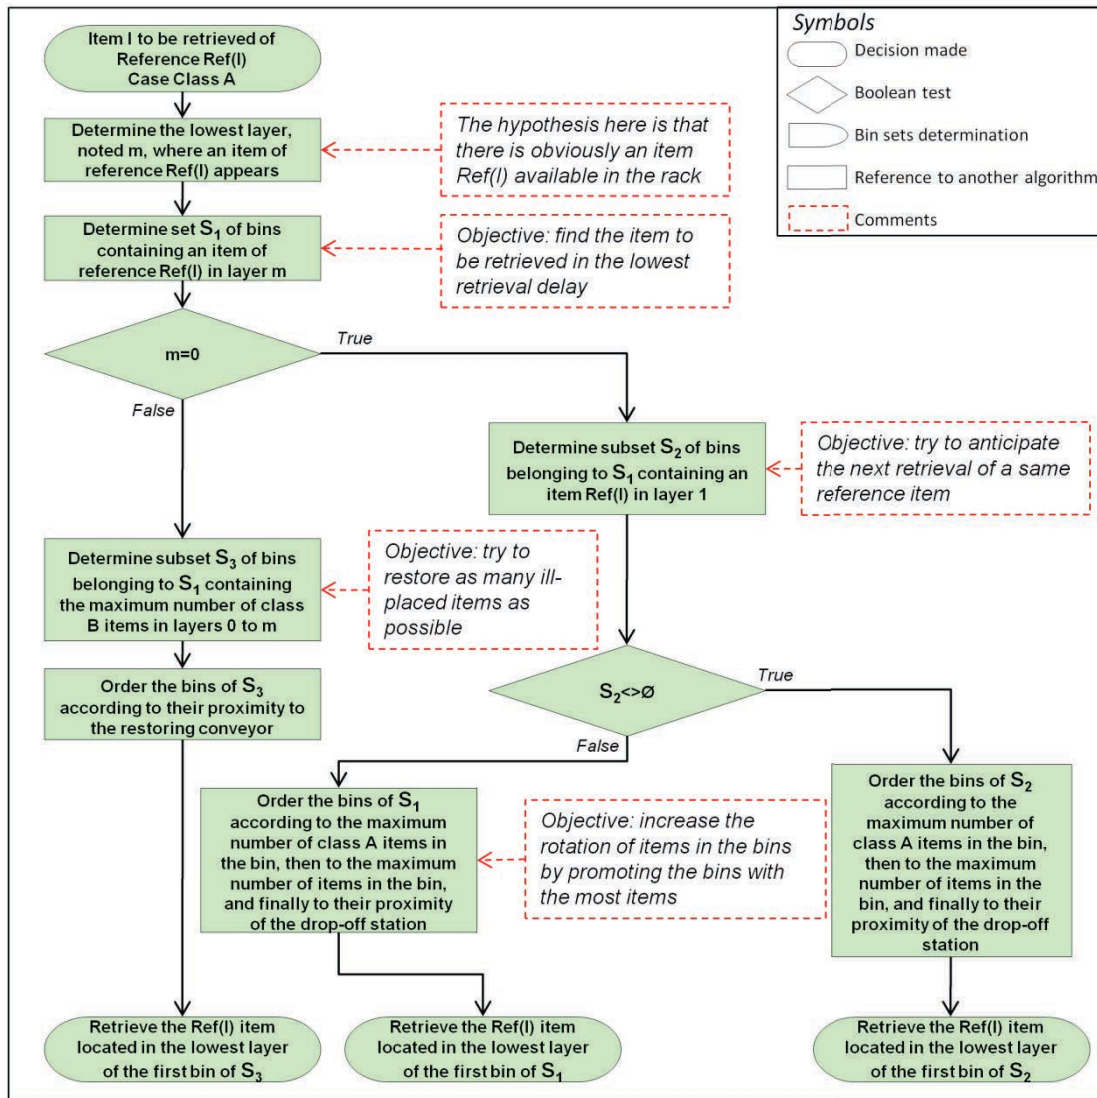 Item I to be retrieved of
Reference Ref(I)
Case Class A
Symbols
Decision made
Boolean test
Bin sets determination
Reference to another algorithm
Comments
Determine the lowest layer,
noted m, where an item of
reference Ref(I) appears
The hypothesis here is that
there is obviously an item
Ref(I) available in the rack
Determine set S1 of bins
containing an item of
reference Ref(I) in layer m
Objective: find the item to
be retrieved in the lowest
retrieval delay
m=0
True
False
Determine subset S2 of bins
belonging to S1 containing an
item Ref(I) in layer 1
Objective: try to anticipate
the next retrieval of a same
reference item
Determine subset S3 of bins
belonging to S1 containing
the maximum number of class
B items in layers 0 to m
Objective: try to
restore as many ill-
placed items as
possible
Order the bins of S3
according to their proximity to
the restoring conveyor
S2<>Ø
True
False
Order the bins of S1
according to the maximum
number of class A items in
the bin, then to the maximum
number of items in the bin,
and finally to their proximity
of the drop-off station
Objective: increase the
rotation of items in the bins
by promoting the bins with
the most items
Order the bins of S2
according to the
maximum number of
class A items in the bin,
then to the maximum
number of items in the
bin, and finally to their
proximity of the drop-off
station
Retrieve the Ref(I) item
located in the lowest layer
of the first bin of S3
Retrieve the Ref(I) item
located in the lowest layer
of the first bin of S1
Retrieve the Ref(I) item
located in the lowest layer
of the first bin of S2